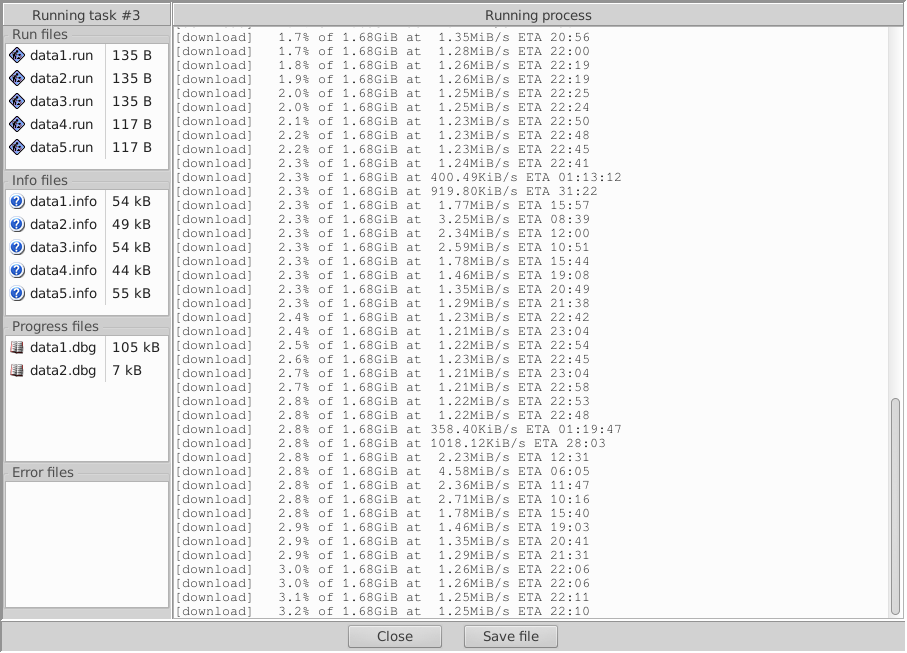 Running task #3
Run files
data1.run 135 B
data2.run 135 B
data3.run 135 B
data4.run 117 B
data5.run 117 B
Info files
data1.info 54 kB
data2.info 49 kB
data3.info 54 kB
data4.info 44 kB
data5.info 55 kB
Progress files
data1.dbg 105 kB
data2.dbg 7 kB
Error files
Running process
[download] 1.7% of 1.68GiB at 1.35MiB/s ETA 20:56
[download] 1.7% of 1.68GiB at 1.28MiB/s ETA 22:00
[download] 1.8% of 1.68GiB at 1.26MiB/s ETA 22:19
[download] 1.9% of 1.68GiB at 1.26MiB/s ETA 22:19
[download] 2.0% of 1.68GiB at 1.25MiB/s ETA 22:25
[download] 2.0% of 1.68GiB at 1.25MiB/s ETA 22:24
[download] 2.1% of 1.68GiB at 1.23MiB/s ETA 22:50
[download] 2.2% of 1.68GiB at 1.23MiB/s ETA 22:48
[download] 2.2% of 1.68GiB at 1.23MiB/s ETA 22:45
[download] 2.3% of 1.68GiB at 1.24MiB/s ETA 22:41
[download] 2.3% of 1.68GiB at 400.49KiB/s ETA 01:13:12
[download] 2.3% of 1.68GiB at 919.80KiB/s ETA 31:22
[download] 2.3% of 1.68GiB at 1.77MiB/s ETA 15:57
[download] 2.3% of 1.68GiB at 3.25MiB/s ETA 08:39
[download] 2.3% of 1.68GiB at 2.34MiB/s ETA 12:00
[download] 2.3% of 1.68GiB at 2.59MiB/s ETA 10:51
[download] 2.3% of 1.68GiB at 1.78MiB/s ETA 15:44
[download] 2.3% of 1.68GiB at 1.46MiB/s ETA 19:08
[download] 2.3% of 1.68GiB at 1.35MiB/s ETA 20:49
[download] 2.3% of 1.68GiB at 1.29MiB/s ETA 21:38
[download] 2.4% of 1.68GiB at 1.23MiB/s ETA 22:42
[download] 2.4% of 1.68GiB at 1.21MiB/s ETA 23:04
[download] 2.5% of 1.68GiB at 1.22MiB/s ETA 22:54
[download] 2.6% of 1.68GiB at 1.23MiB/s ETA 22:45
[download] 2.7% of 1.68GiB at 1.21MiB/s ETA 23:04
[download] 2.7% of 1.68GiB at 1.21MiB/s ETA 22:58
[download] 2.8% of 1.68GiB at 1.22MiB/s ETA 22:53
[download] 2.8% of 1.68GiB at 1.22MiB/s ETA 22:48
[download] 2.8% of 1.68GiB at 358.40KiB/s ETA 01:19:47
[download] 2.8% of 1.68GiB at 1018.12KiB/s ETA 28:03
[download] 2.8% of 1.68GiB at 2.23MiB/s ETA 12:31
[download] 2.8% of 1.68GiB at 4.58MiB/s ETA 06:05
[download] 2.8% of 1.68GiB at 2.36MiB/s ETA 11:47
[download] 2.8% of 1.68GiB at 2.71MiB/s ETA 10:16
[download] 2.8% of 1.68GiB at 1.78MiB/s ETA 15:40
[download] 2.9% of 1.68GiB at 1.46MiB/s ETA 19:03
[download] 2.9% of 1.68GiB at 1.35MiB/s ETA 20:41
[download] 2.9% of 1.68GiB at 1.29MiB/s ETA 21:31
[download] 3.0% of 1.68GiB at 1.26MiB/s ETA 22:06
[download] 3.0% of 1.68GiB at 1.26MiB/s ETA 22:06
[download] 3.1% of 1.68GiB at 1.25MiB/s ETA 22:11
[download] 3.2% of 1.68GiB at 1.25MiB/s ETA 22:10
Close
Save file